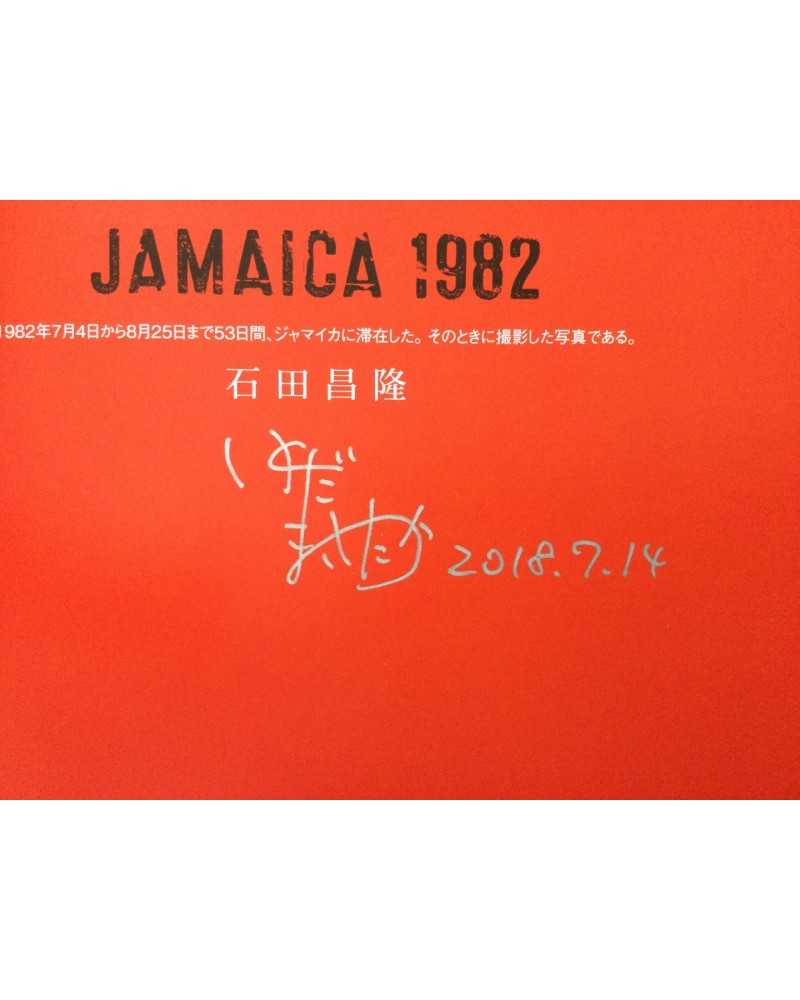 JAMAICA 1982
1982年7月4日から8月25日まで53日間、ジャマイカに滞在した。そのときに撮影した写真である。
石田昌隆
いしだ
まさたか 2018.7.14